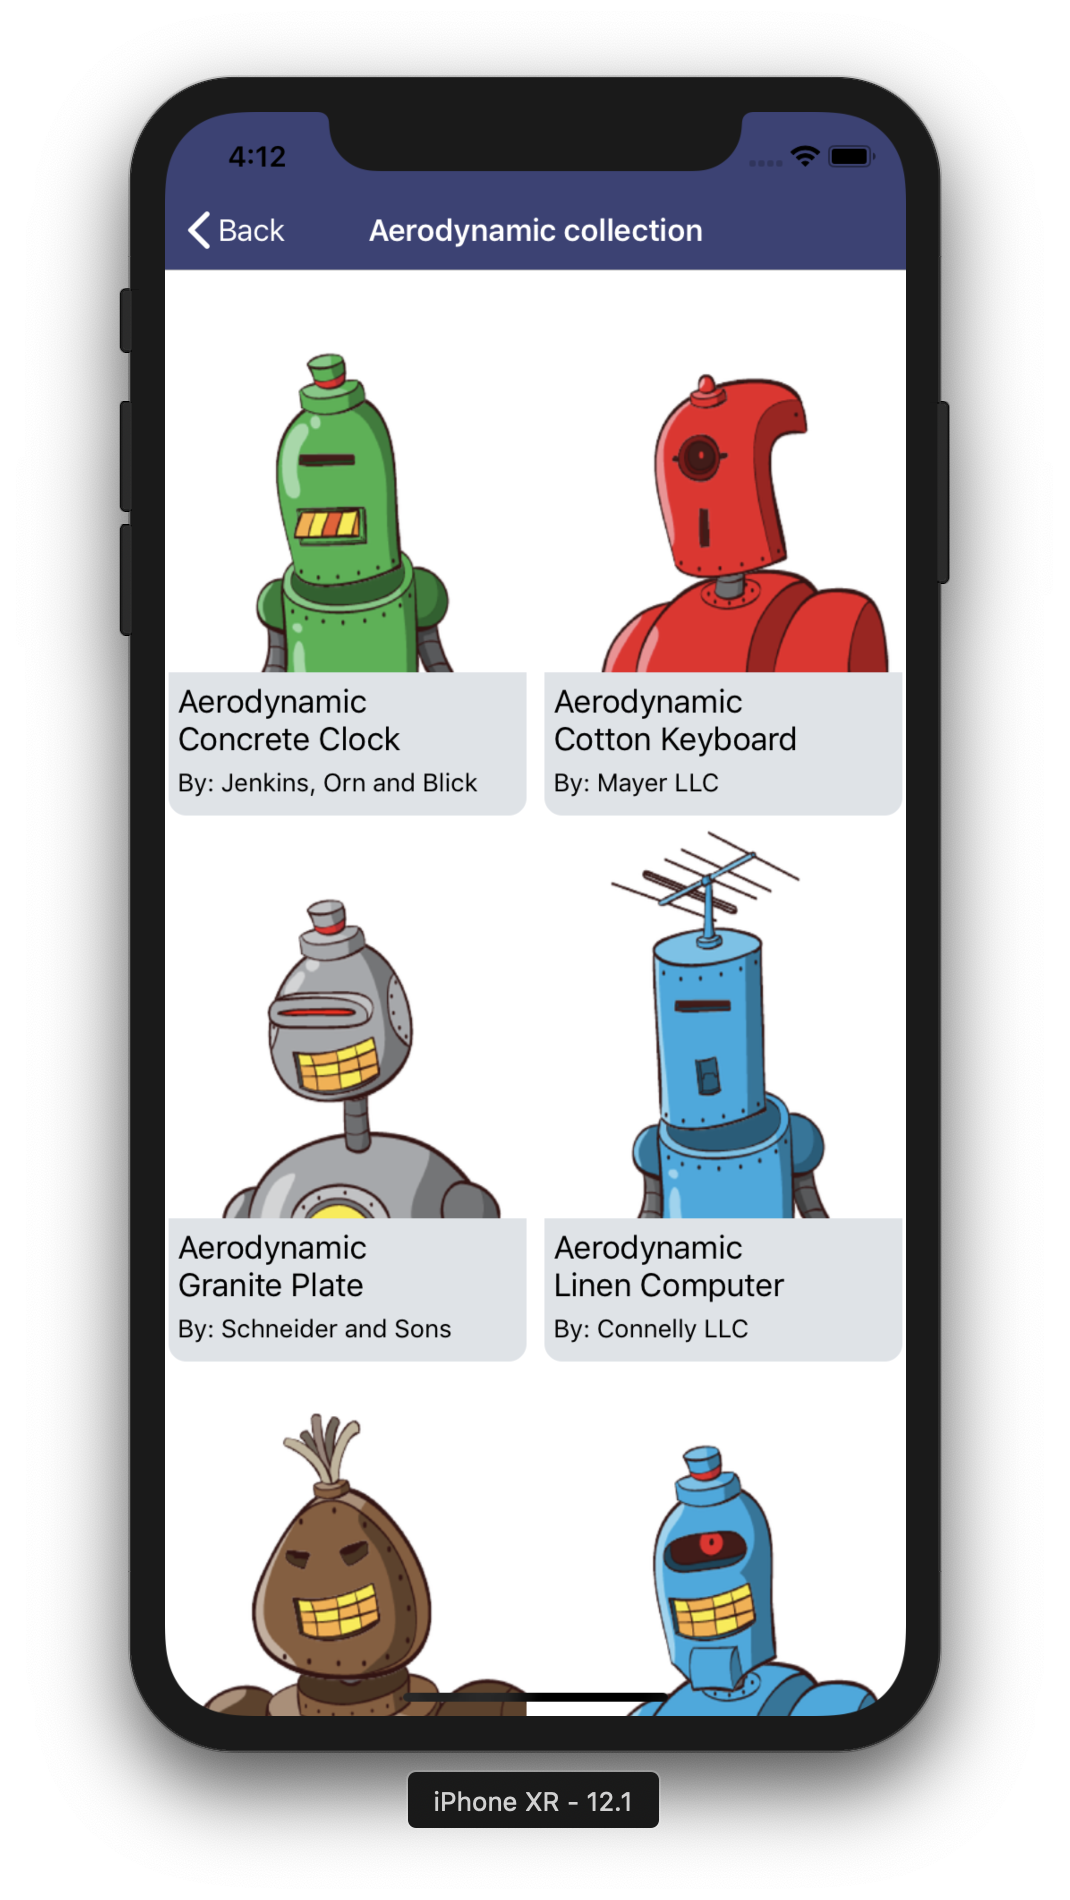 4:12
Back
Aerodynamic collection
Aerodynamic
Concrete Clock
By: Jenkins, Orn and Blick
Aerodynamic
Cotton Keyboard
By: Mayer LLC
Aerodynamic
Granite Plate
By: Schneider and Sons
Aerodynamic
Linen Computer
By: Connelly LLC
iPhone XR - 12.1